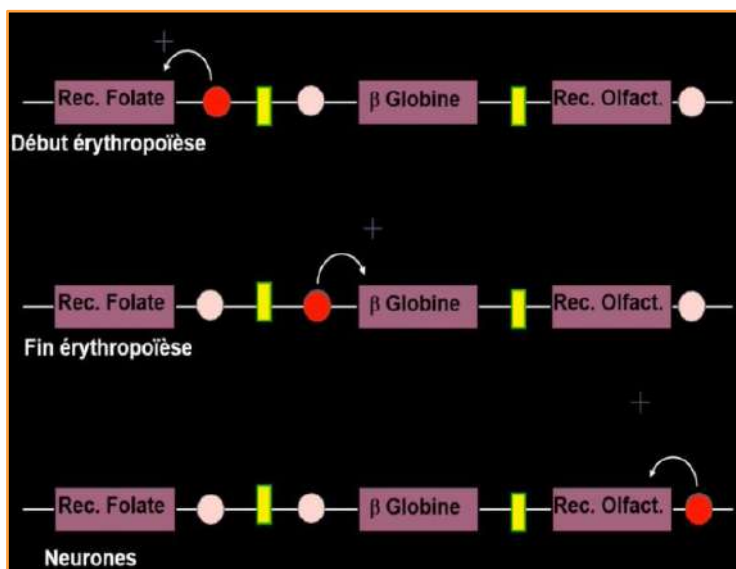 +
Rec. Folate β Globine Rec. Olfact.
Début érythropoïèse
+
Rec. Folate β Globine Rec. Olfact.
Fin érythropoïèse
+
Rec. Folate β Globine Rec. Olfact.
Neurones